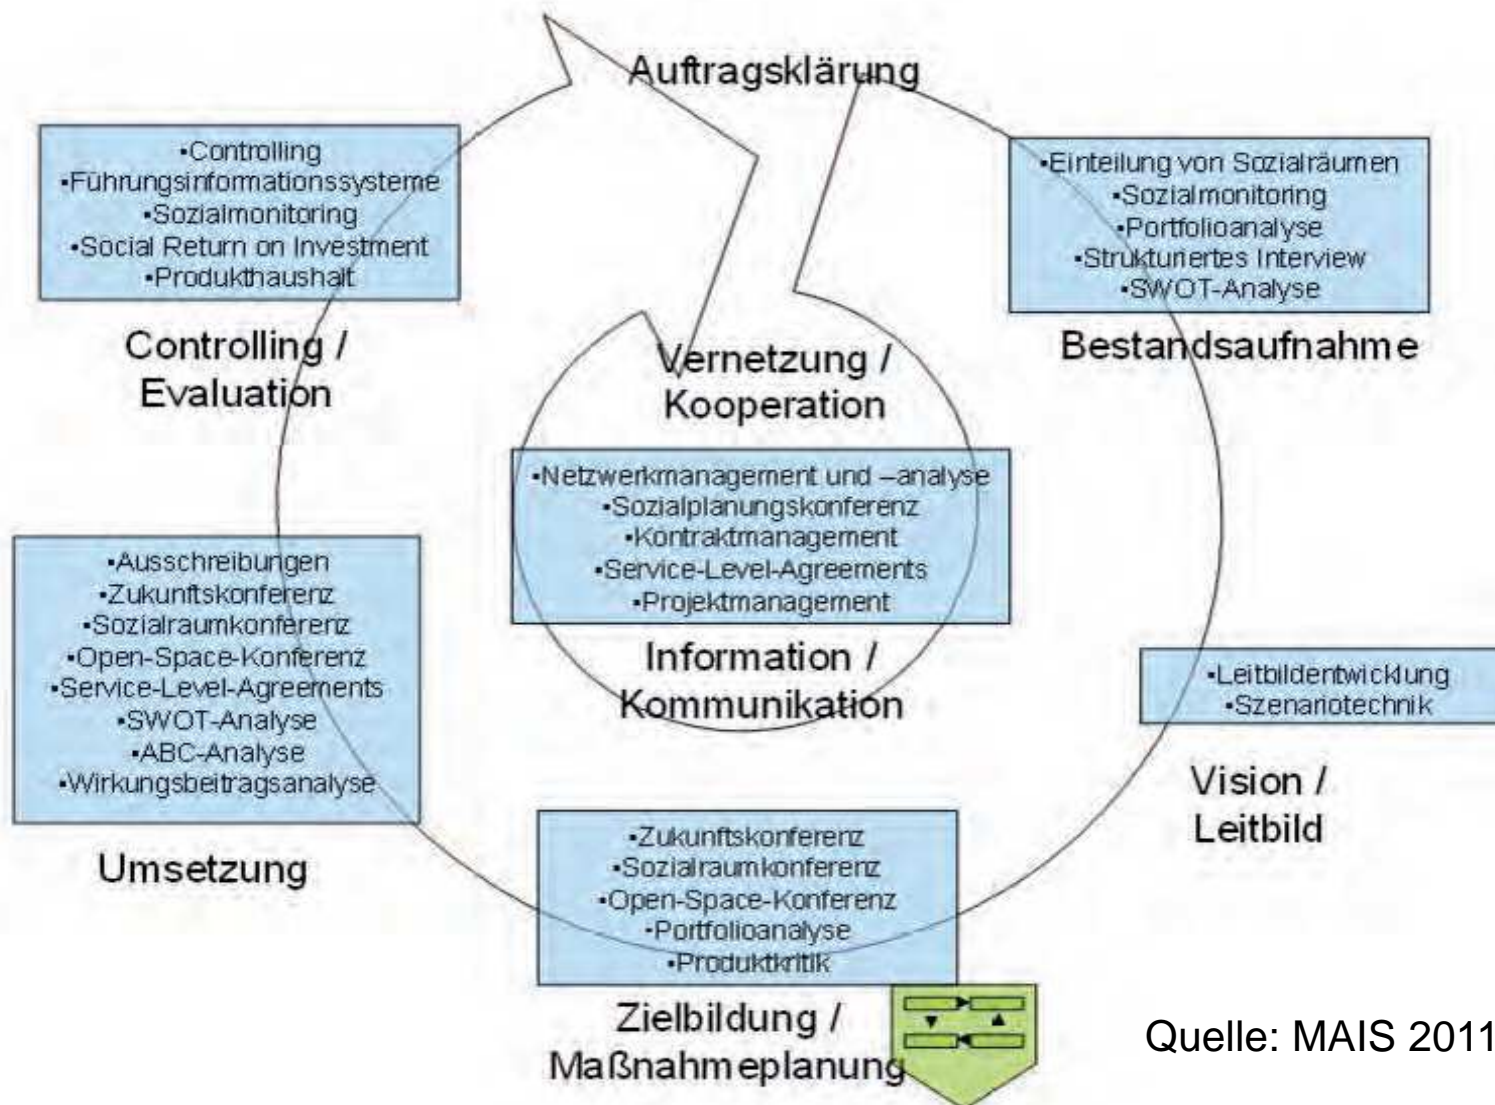 Auftragsklärung
▪Einteilung von Sozialräumen
▪Sozialmonitoring
▪Portfolioanalyse
▪Strukturiertes Interview
▪SWOT-Analyse
Bestandsaufnahme
▪Leitbildentwicklung
▪Szenariotechnik
Vision /
Leitbild
▪Zukunftskonferenz
▪Sozialraumkonferenz
▪Open-Space-Konferenz
▪Portfolioanalyse
▪Produktkritik
Zielbildung /
Maßnahmeplanung
▪Ausschreibungen
▪Zukunftskonferenz
▪Sozialraumkonferenz
▪Open-Space-Konferenz
▪Service-Level-Agreements
▪SWOT-Analyse
▪ABC-Analyse
▪Wirkungsbeitragsanalyse
Umsetzung
▪Controlling
▪Führungsinformationssysteme
▪Sozialmonitoring
▪Social Return on Investment
▪Produkthaushalt
Controlling /
Evaluation
Vernetzung /
Kooperation
▪Netzwerkmanagement und –analyse
▪Sozialplanungskonferenz
▪Kontraktmanagement
▪Service-Level-Agreements
▪Projektmanagement
Information /
Kommunikation
Quelle: MAIS 2011